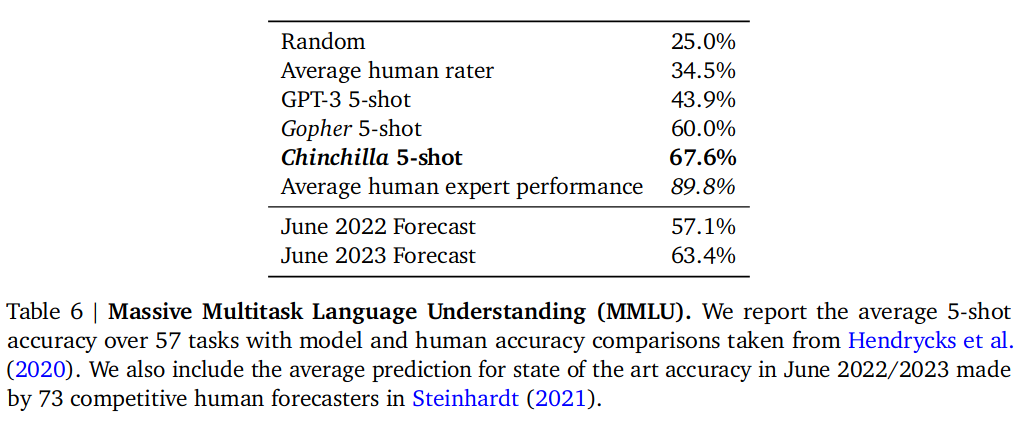 Random 25.0%
Average human rater 34.5%
GPT-3 5-shot 43.9%
Gopher 5-shot 60.0%
Chinchilla 5-shot 67.6%
Average human expert performance 89.8%
June 2022 Forecast 57.1%
June 2023 Forecast 63.4%
Table 6 | Massive Multitask Language Understanding (MMLU). We report the average 5-shot
accuracy over 57 tasks with model and human accuracy comparisons taken from Hendrycks et al.
(2020). We also include the average prediction for state of the art accuracy in June 2022/2023 made
by 73 competitive human forecasters in Steinhardt (2021).